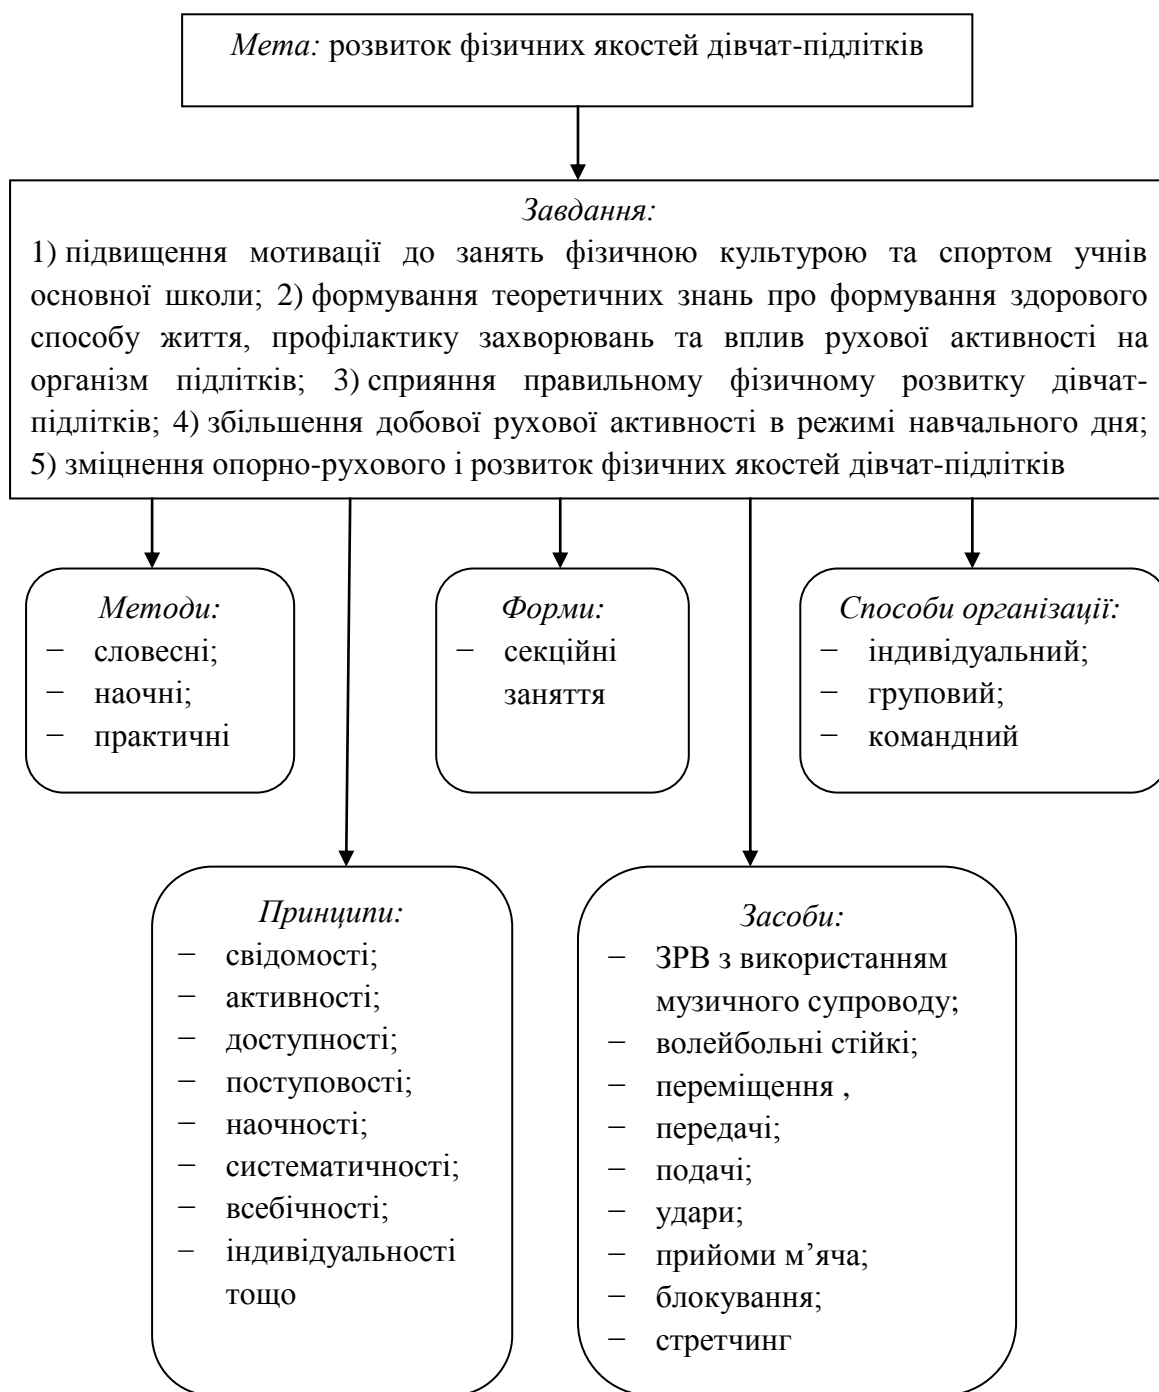 Мета: розвиток фізичних якостей дівчат-підлітків
Завдання:
1) підвищення мотивації до занять фізичною культурою та спортом учнів
основної школи; 2) формування теоретичних знань про формування здорового
способу життя, профілактику захворювань та вплив рухової активності на
організм підлітків; 3) сприяння правильному фізичному розвитку дівчат-
підлітків; 4) збільшення добової рухової активності в режимі навчального дня;
5) зміцнення опорно-рухового і розвиток фізичних якостей дівчат-підлітків
Методи:
− словесні;
− наочні;
− практичні
Форми:
− секційні
заняття
Способи організації:
− індивідуальний;
− груповий;
− командний
Принципи:
− свідомості;
− активності;
− доступності;
− поступовості;
− наочності;
− систематичності;
− всебічності;
− індивідуальності
тощо
Засоби:
− ЗРВ з використанням
музичного супроводу;
− волейбольні стійкі;
− переміщення ,
− передачі;
− подачі;
− удари;
− прийоми м’яча;
− блокування;
− стретчинг